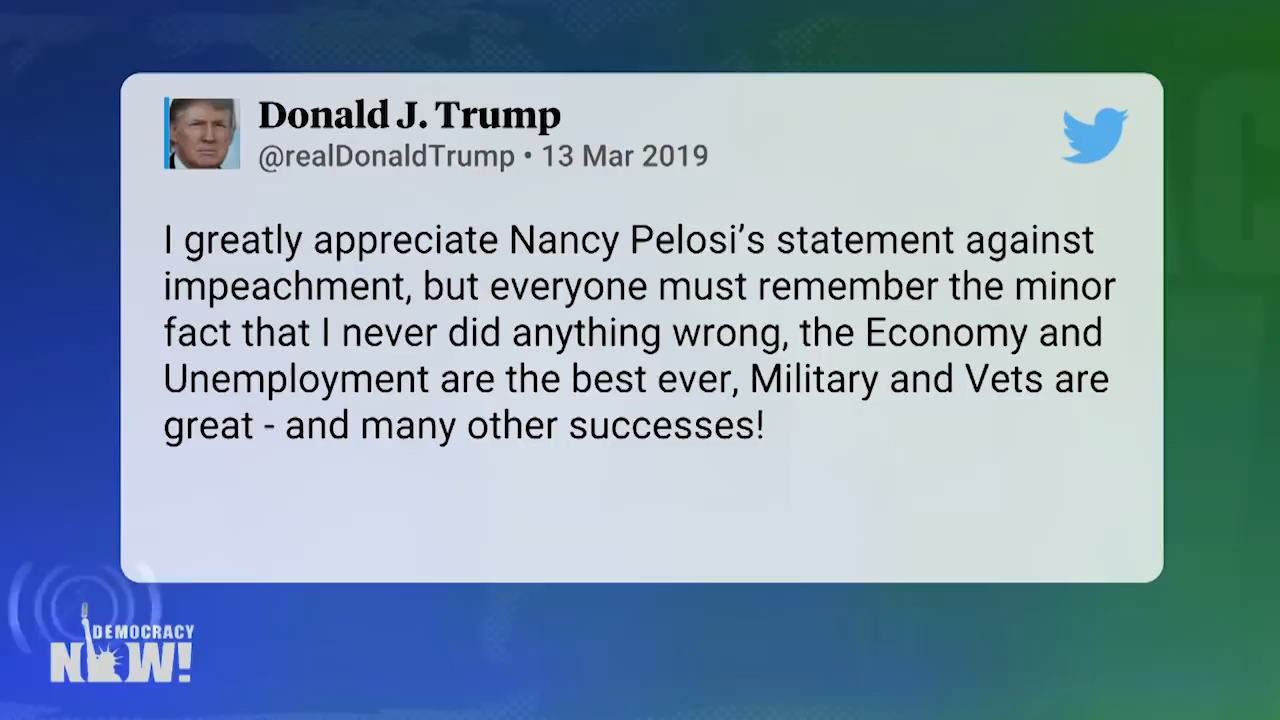 Donald J. Trump
@realDonaldTrump • 13 Mar 2019
I greatly appreciate Nancy Pelosi’s statement against
impeachment, but everyone must remember the minor
fact that I never did anything wrong, the Economy and
Unemployment are the best ever, Military and Vets are
great - and many other successes!
DEMOCRACY
NOW!